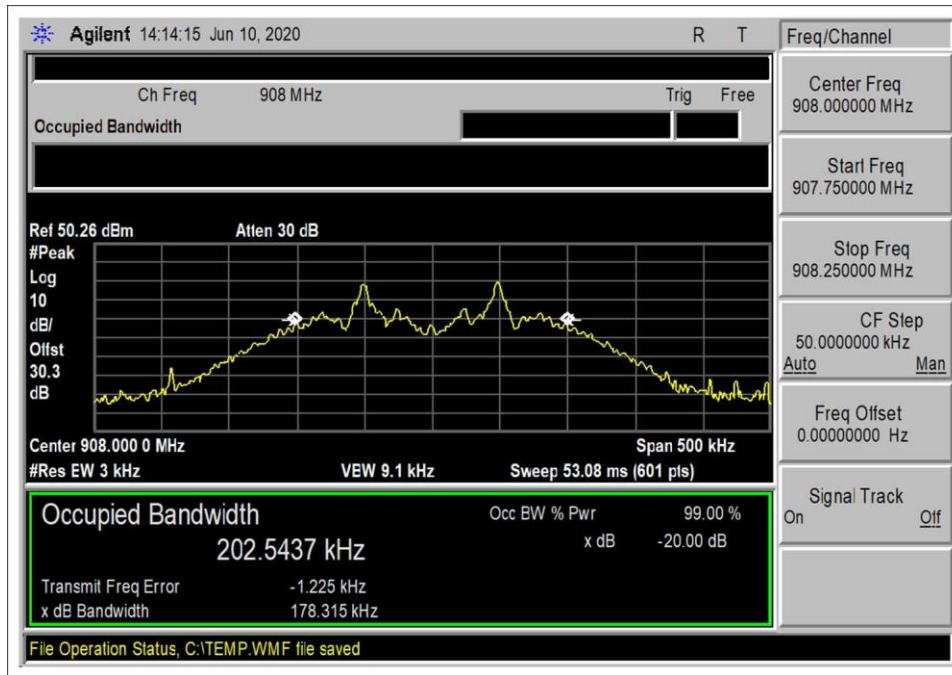 Agilent 14:14:15 Jun 10, 2020 R T
Freq/Channel
Ch Freq 908 MHz Trig Free
Occupied Bandwidth
Center Freq
908.000000 MHz
Start Freq
907.750000 MHz
Stop Freq
908.250000 MHz
CF Step
50.0000000 kHz
Auto Man
Freq Offset
0.00000000 Hz
Signal Track
On Off
Ref 50.26 dBm Atten 30 dB
#Peak
Log
10
dB/
Offst
30.3
dB
Center 908.000 0 MHz Span 500 kHz
#Res BW 3 kHz VBW 9.1 kHz Sweep 53.08 ms (601 pts)
Occupied Bandwidth Occ BW % Pwr 99.00 %
202.5437 kHz x dB -20.00 dB
Transmit Freq Error -1.225 kHz
x dB Bandwidth 178.315 kHz
File Operation Status, C:\TEMP.WMF file saved